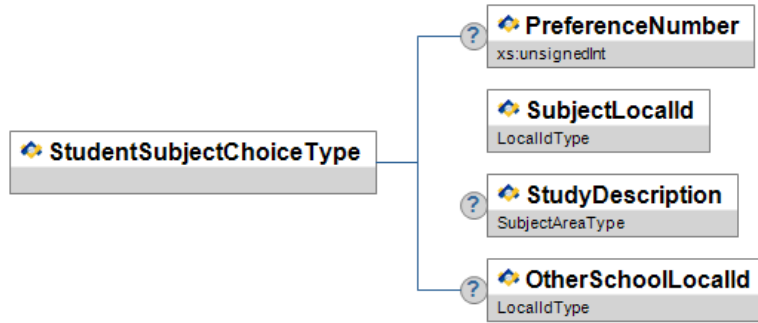 PreferenceNumber
xs:unsignedInt
SubjectLocalId
LocalIdType
StudentSubjectChoiceType
StudyDescription
SubjectAreaType
OtherSchoolLocalId
LocalIdType
?
?
?